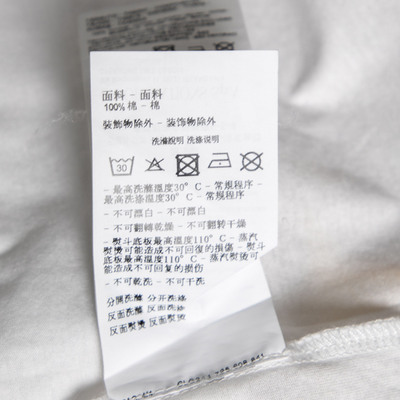 面料 - 面料
100% 棉 - 棉
装飾物除外 - 装饰物除外
洗滌說明 洗涤说明
30
- 最高洗滌溫度30° C - 常規程序 -
最高洗涤温度30° C - 常规程序
- 不可漂白 - 不可漂白
- 不可翻轉乾燥 - 不可翻转干燥
- 熨斗底板最高溫度110° C - 蒸汽
熨燙可能造成不可回復的損傷 - 熨斗
底板最高温度110° C - 蒸汽熨烫可
能造成不可回复的损伤
- 不可乾洗 - 不可干洗
分開洗滌 分开洗涤
反面洗滌 反面洗涤
反面熨燙 反面熨烫